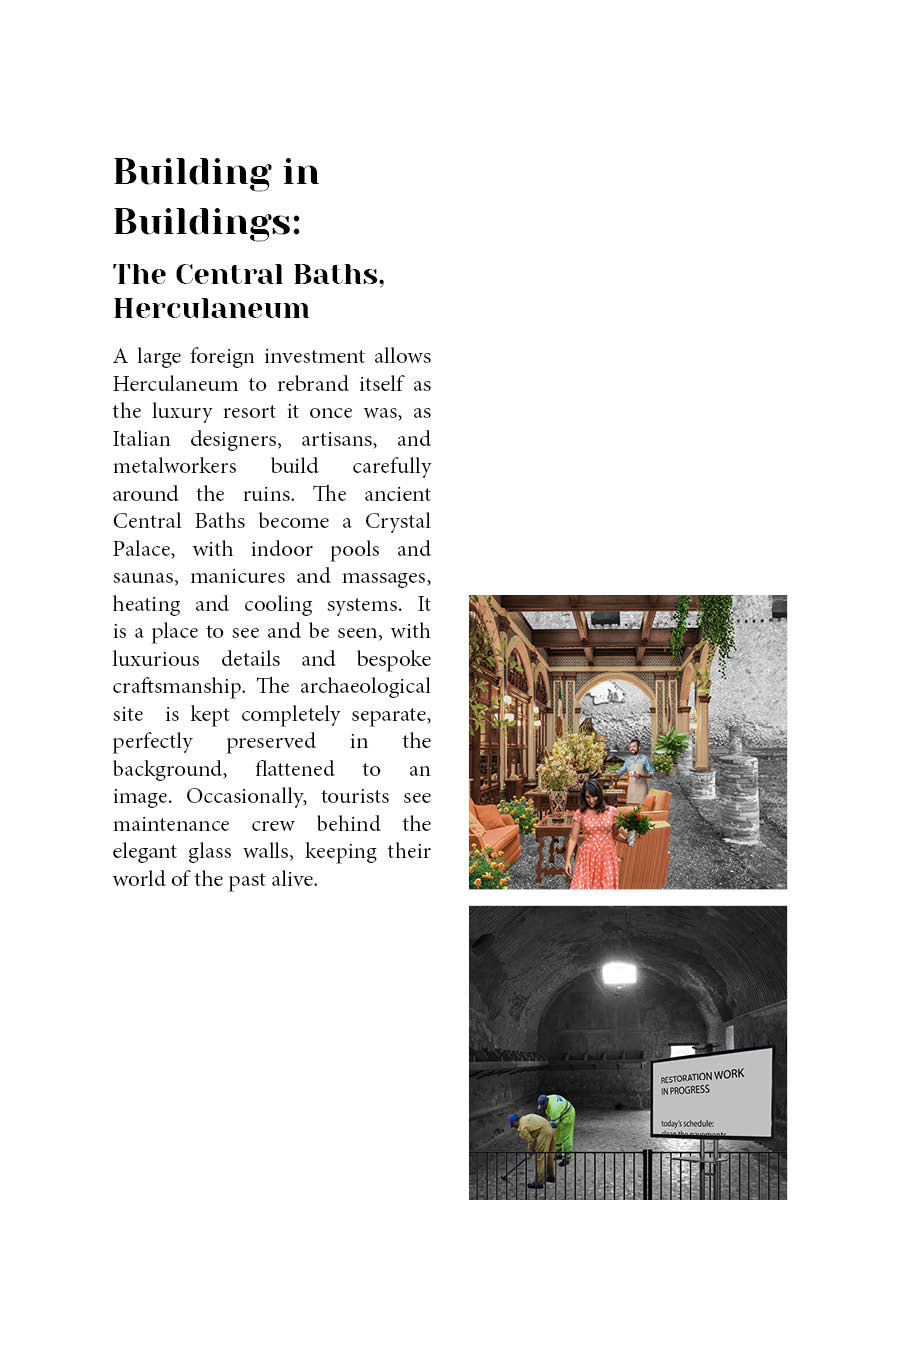 Building in
Buildings:
The Central Baths,
Herculaneum
A large foreign investment allows
Herculaneum to rebrand itself as
the luxury resort it once was, as
Italian designers, artisans, and
metalworkers build carefully
around the ruins. The ancient
Central Baths become a Crystal
Palace, with indoor pools and
saunas, manicures and massages,
heating and cooling systems. It
is a place to see and be seen, with
luxurious details and bespoke
craftsmanship. The archaeological
site is kept completely separate,
perfectly preserved in the
background, flattened to an
image. Occasionally, tourists see
maintenance crew behind the
elegant glass walls, keeping their
world of the past alive.
RESTORATION WORK
IN PROGRESS
today's schedule:
clean the pavements